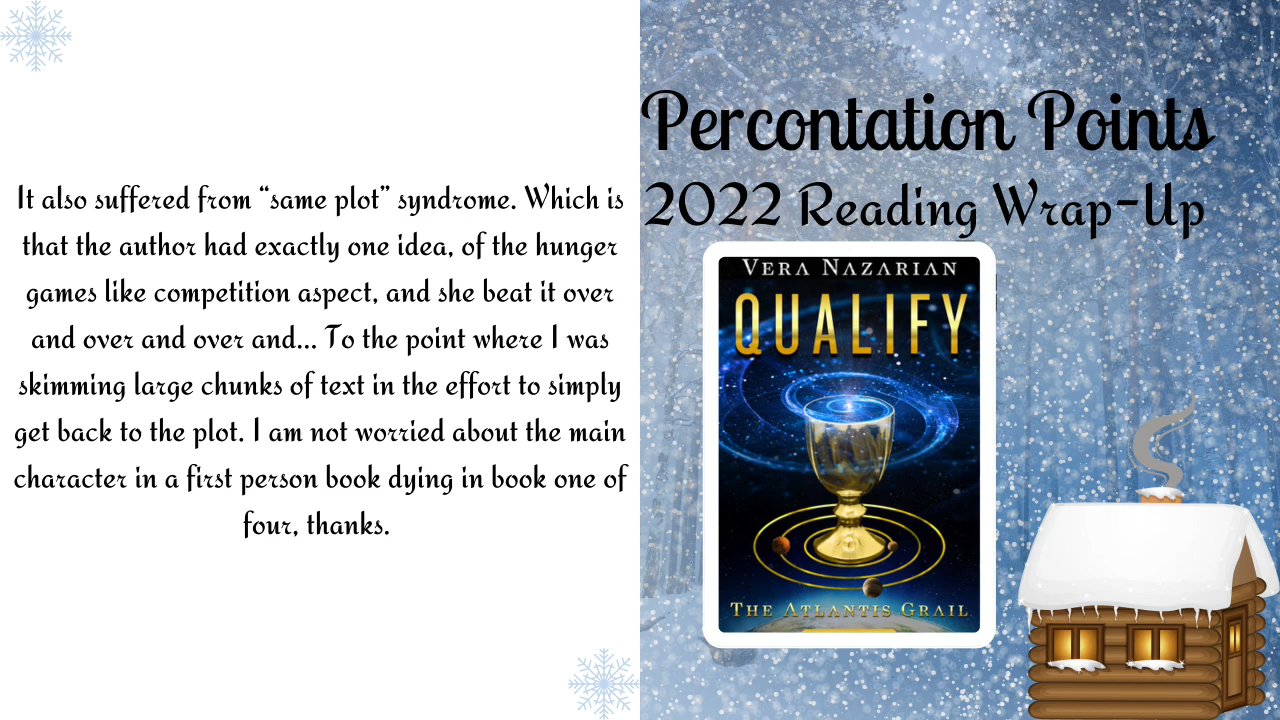 It also suffered from “same plot” syndrome. Which is
that the author had exactly one idea, of the hunger
games like competition aspect, and she beat it over
and over and over and... To the point where I was
skimming large chunks of text in the effort to simply
get back to the plot. I am not worried about the main
character in a first person book dying in book one of
four, thanks.
Percontation Points
2022 Reading Wrap-Up
VERA NAZARIAN
QUALIFY
THE ATLANTIS GRAIL